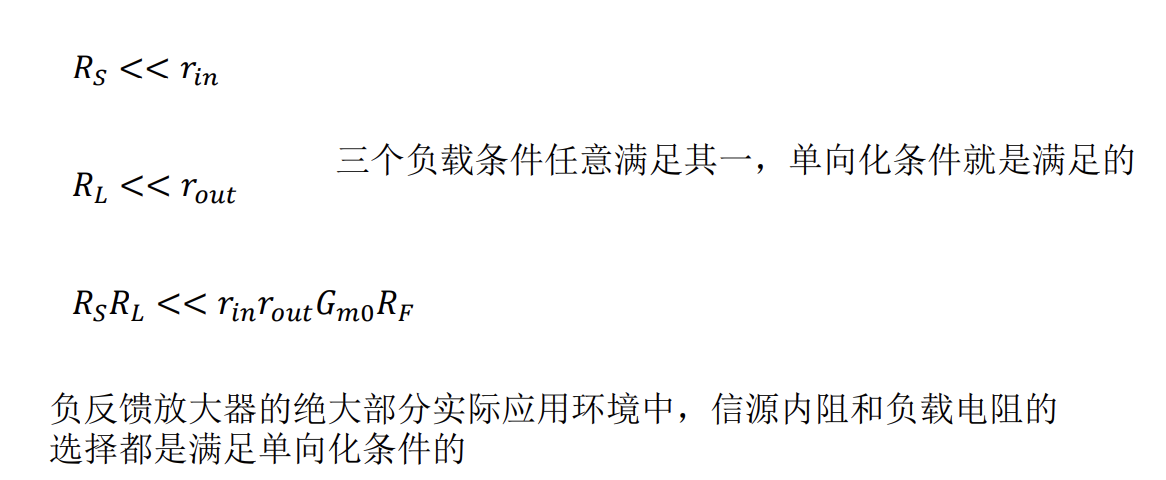 R_S << r_{in}
三个负载条件任意满足其一，单向化条件就是满足的
R_L << r_{out}
R_S R_L << r_{in} r_{out} G_{m0} R_F
负反馈放大器的绝大部分实际应用环境中，信源内阻和负载电阻的
选择都是满足单向化条件的